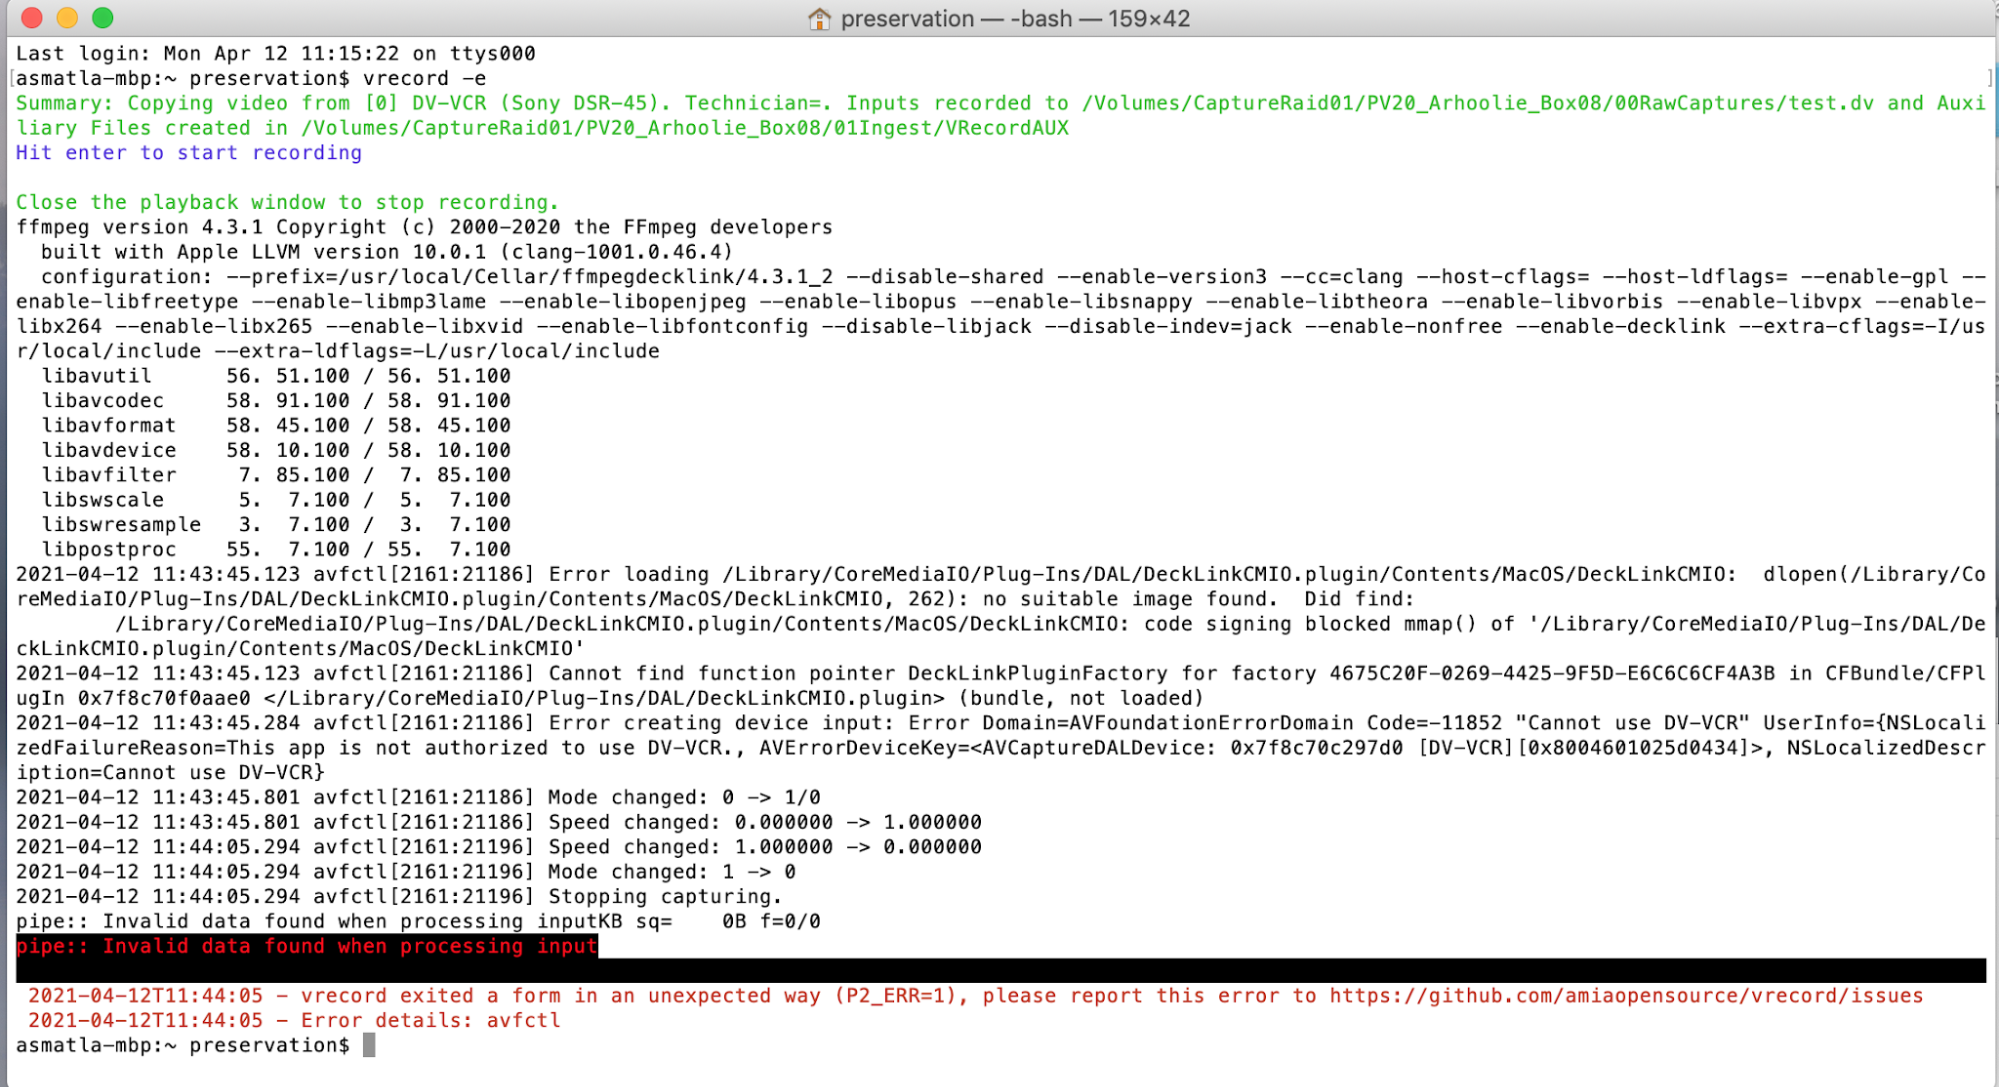 preservation — -bash — 159×42
Last login: Mon Apr 12 11:15:22 on ttys000
[asmatla-mbp:~ preservation$ vrecord -e ]
Summary: Copying video from [0] DV-VCR (Sony DSR-45). Technician=. Inputs recorded to /Volumes/CaptureRaid01/PV20_Arhoolie_Box08/00RawCaptures/test.dv and Auxi
liary Files created in /Volumes/CaptureRaid01/PV20_Arhoolie_Box08/01Ingest/VRecordAUX
Hit enter to start recording
Close the playback window to stop recording.
ffmpeg version 4.3.1 Copyright (c) 2000-2020 the FFmpeg developers
  built with Apple LLVM version 10.0.1 (clang-1001.0.46.4)
  configuration: --prefix=/usr/local/Cellar/ffmpegdecklink/4.3.1_2 --disable-shared --enable-version3 --cc=clang --host-cflags= --host-ldflags= --enable-gpl --
enable-libfreetype --enable-libmp3lame --enable-libopenjpeg --enable-libopus --enable-libsnappy --enable-libtheora --enable-libvorbis --enable-libvpx --enable-
libx264 --enable-libx265 --enable-libxvid --enable-libfontconfig --disable-libjack --disable-indev=jack --enable-nonfree --enable-decklink --extra-cflags=-I/us
r/local/include --extra-ldflags=-L/usr/local/include
  libavutil      56. 51.100 / 56. 51.100
  libavcodec     58. 91.100 / 58. 91.100
  libavformat    58. 45.100 / 58. 45.100
  libavdevice    58. 10.100 / 58. 10.100
  libavfilter     7. 85.100 /  7. 85.100
  libswscale      5.  7.100 /  5.  7.100
  libswresample   3.  7.100 /  3.  7.100
  libpostproc    55.  7.100 / 55.  7.100
2021-04-12 11:43:45.123 avfctl[2161:21186] Error loading /Library/CoreMediaIO/Plug-Ins/DAL/DeckLinkCMIO.plugin/Contents/MacOS/DeckLinkCMIO:  dlopen(/Library/Co
reMediaIO/Plug-Ins/DAL/DeckLinkCMIO.plugin/Contents/MacOS/DeckLinkCMIO, 262): no suitable image found.  Did find:
        /Library/CoreMediaIO/Plug-Ins/DAL/DeckLinkCMIO.plugin/Contents/MacOS/DeckLinkCMIO: code signing blocked mmap() of '/Library/CoreMediaIO/Plug-Ins/DAL/De
ckLinkCMIO.plugin/Contents/MacOS/DeckLinkCMIO'
2021-04-12 11:43:45.123 avfctl[2161:21186] Cannot find function pointer DeckLinkPluginFactory for factory 4675C20F-0269-4425-9F5D-E6C6C6CF4A3B in CFBundle/CFPl
ugIn 0x7f8c70f0aae0 </Library/CoreMediaIO/Plug-Ins/DAL/DeckLinkCMIO.plugin> (bundle, not loaded)
2021-04-12 11:43:45.284 avfctl[2161:21186] Error creating device input: Error Domain=AVFoundationErrorDomain Code=-11852 "Cannot use DV-VCR" UserInfo={NSLocali
zedFailureReason=This app is not authorized to use DV-VCR., AVErrorDeviceKey=<AVCaptureDALDevice: 0x7f8c70c297d0 [DV-VCR][0x8004601025d0434]>, NSLocalizedDescr
iption=Cannot use DV-VCR}
2021-04-12 11:43:45.801 avfctl[2161:21186] Mode changed: 0 -> 1/0
2021-04-12 11:43:45.801 avfctl[2161:21186] Speed changed: 0.000000 -> 1.000000
2021-04-12 11:44:05.294 avfctl[2161:21196] Speed changed: 1.000000 -> 0.000000
2021-04-12 11:44:05.294 avfctl[2161:21196] Mode changed: 1 -> 0
2021-04-12 11:44:05.294 avfctl[2161:21196] Stopping capturing.
pipe:: Invalid data found when processing inputKB sq=    0B f=0/0
pipe:: Invalid data found when processing input
 2021-04-12T11:44:05 - vrecord exited a form in an unexpected way (P2_ERR=1), please report this error to https://github.com/amiaopensource/vrecord/issues
 2021-04-12T11:44:05 - Error details: avfctl
asmatla-mbp:~ preservation$